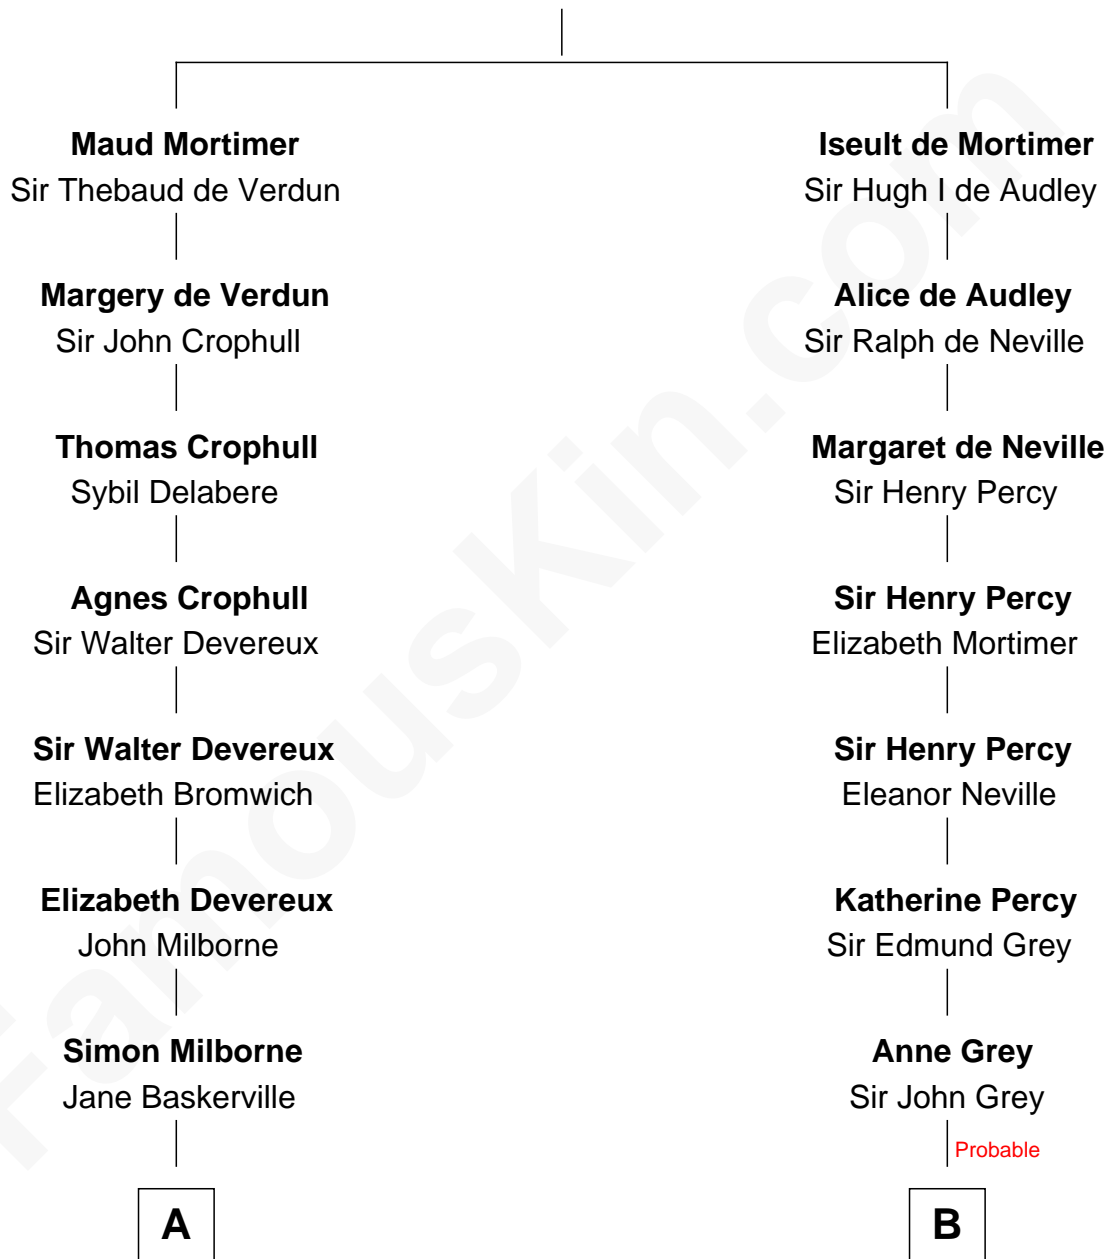 Maud Mortimer
Sir Thebaud de Verdun
Margery de Verdun
Sir John Crophull
Thomas Crophull
Sybil Delabere
Agnes Crophull
Sir Walter Devereux
Sir Walter Devereux
Elizabeth Bromwich
Elizabeth Devereux
John Milborne
Simon Milborne
Jane Baskerville
A
Iseult de Mortimer
Sir Hugh I de Audley
Alice de Audley
Sir Ralph de Neville
Margaret de Neville
Sir Henry Percy
Sir Henry Percy
Elizabeth Mortimer
Sir Henry Percy
Eleanor Neville
Katherine Percy
Sir Edmund Grey
Anne Grey
Sir John Grey
Probable
B
FamousKin.com